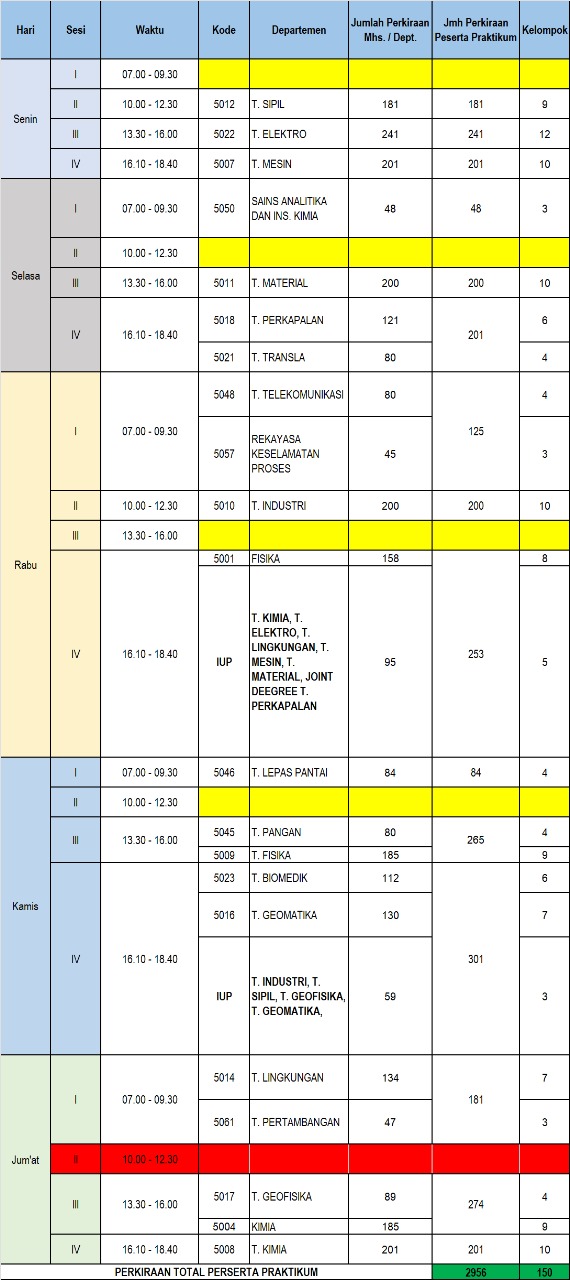 Hari Sesi Waktu Kode Departemen Jumlah Perkiraan Mhs. / Dept. Jmh Perkiraan Peserta Praktikum Kelompok
Senin
I 07.00 - 09.30
II 10.00 - 12.30 5012 T. SIPIL 181 181 9
III 13.30 - 16.00 5022 T. ELEKTRO 241 241 12
IV 16.10 - 18.40 5007 T. MESIN 201 201 10
Selasa
I 07.00 - 09.30 5050 SAINS ANALITIKA DAN INS. KIMIA 48 48 3
II 10.00 - 12.30
III 13.30 - 16.00 5011 T. MATERIAL 200 200 10
IV 16.10 - 18.40 5018 T. PERKAPALAN 121 201 6
5021 T. TRANSLA 80 4
Rabu
I 07.00 - 09.30 5048 T. TELEKOMUNIKASI 80 125 4
5057 REKAYASA KESELAMATAN PROSES 45 3
II 10.00 - 12.30 5010 T. INDUSTRI 200 200 10
III 13.30 - 16.00
IV 16.10 - 18.40 5001 FISIKA 158 253 8
IUP T. KIMIA, T. ELEKTRO, T. LINGKUNGAN, T. MESIN, T. MATERIAL, JOINT DEEGREE T. PERKAPALAN 95 5
Kamis
I 07.00 - 09.30 5046 T. LEPAS PANTAI 84 84 4
II 10.00 - 12.30
III 13.30 - 16.00 5045 T. PANGAN 80 265 4
5009 T. FISIKA 185 9
IV 16.10 - 18.40 5023 T. BIOMEDIK 112 301 6
5016 T. GEOMATIKA 130 7
IUP T. INDUSTRI, T. SIPIL, T. GEOFISIKA, T. GEOMATIKA, 59 3
Jum'at
I 07.00 - 09.30 5014 T. LINGKUNGAN 134 181 7
5061 T. PERTAMBANGAN 47 3
II 10.00 - 12.30
III 13.30 - 16.00 5017 T. GEOFISIKA 89 274 4
5004 KIMIA 185 9
IV 16.10 - 18.40 5008 T. KIMIA 201 201 10
PERKIRAAN TOTAL PERSERTA PRAKTIKUM 2956 150